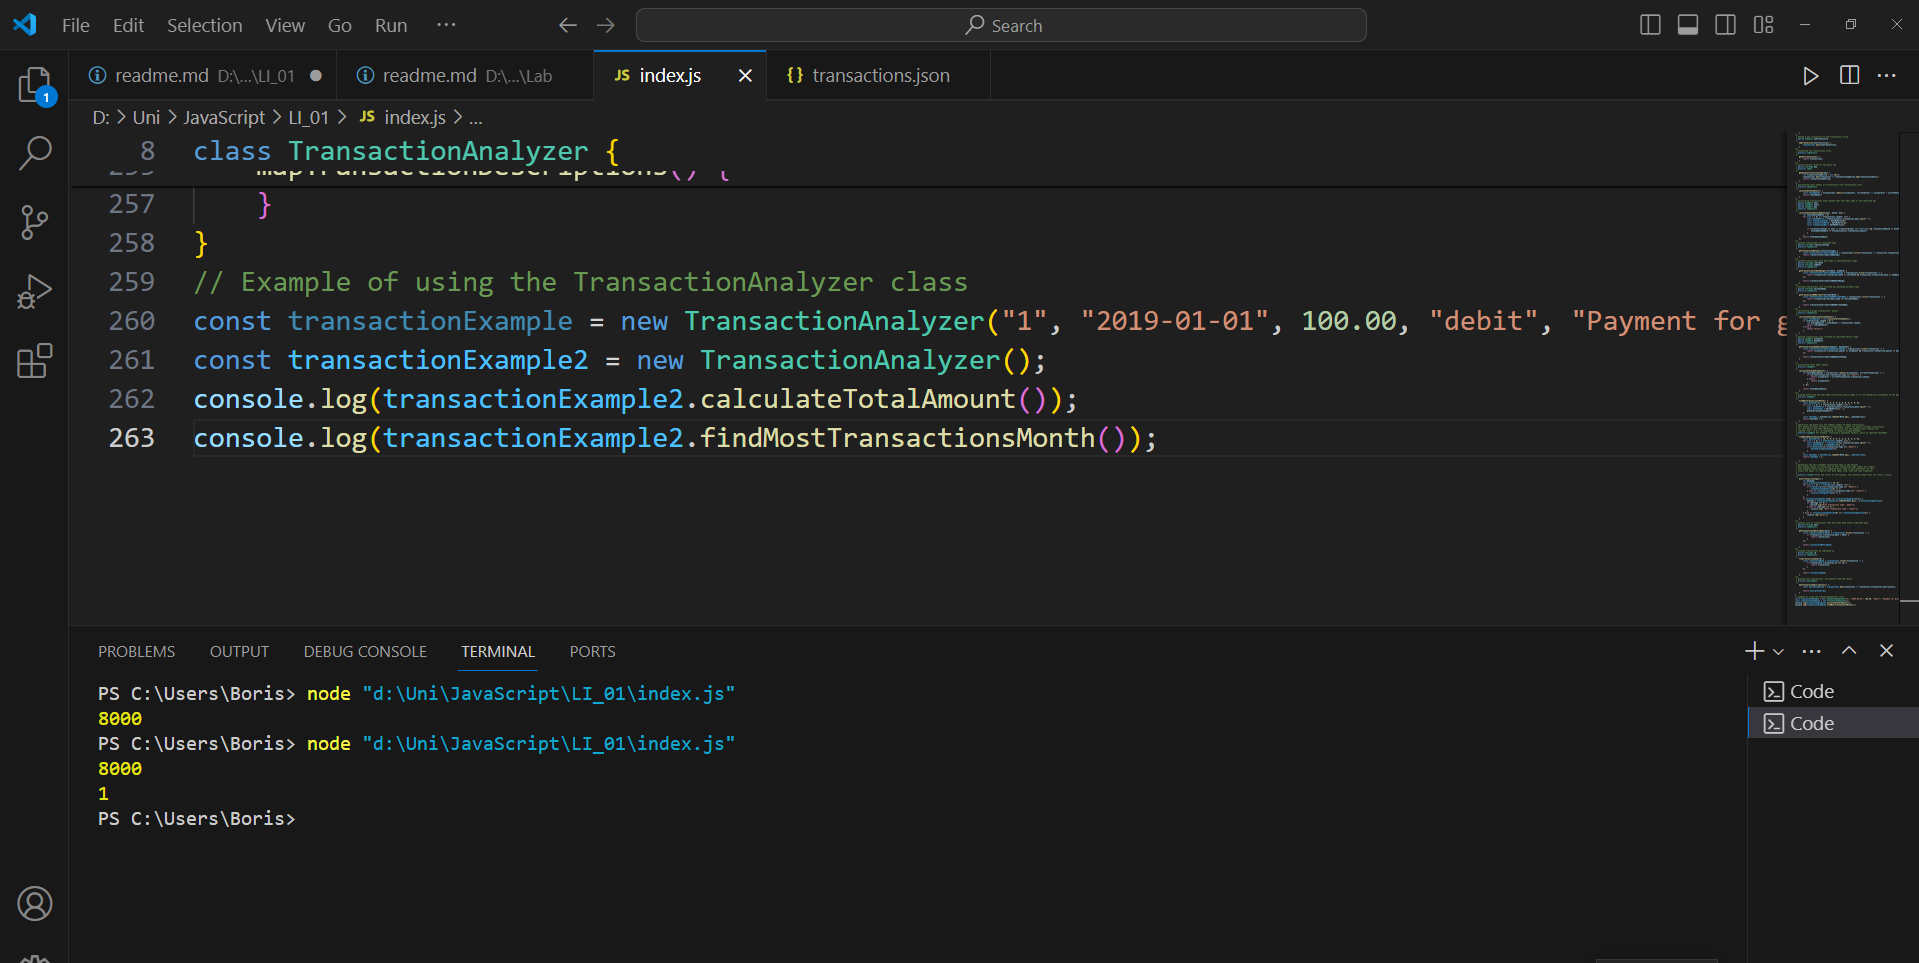 File Edit Selection View Go Run ··· Search
readme.md D:\...\LI_01 readme.md D:\...\Lab JS index.js {} transactions.json
1
D: > Uni > JavaScript > LI_01 > JS index.js > ...
8 class TransactionAnalyzer {
mapTransactionDescriptions() {
257 }
258 }
259 // Example of using the TransactionAnalyzer class
260 const transactionExample = new TransactionAnalyzer("1", "2019-01-01", 100.00, "debit", "Payment for g
261 const transactionExample2 = new TransactionAnalyzer();
262 console.log(transactionExample2.calculateTotalAmount());
263 console.log(transactionExample2.findMostTransactionsMonth());
PROBLEMS OUTPUT DEBUG CONSOLE TERMINAL PORTS
PS C:\Users\Boris> node "d:\Uni\JavaScript\LI_01\index.js"
8000
PS C:\Users\Boris> node "d:\Uni\JavaScript\LI_01\index.js"
8000
1
PS C:\Users\Boris>
Code
Code